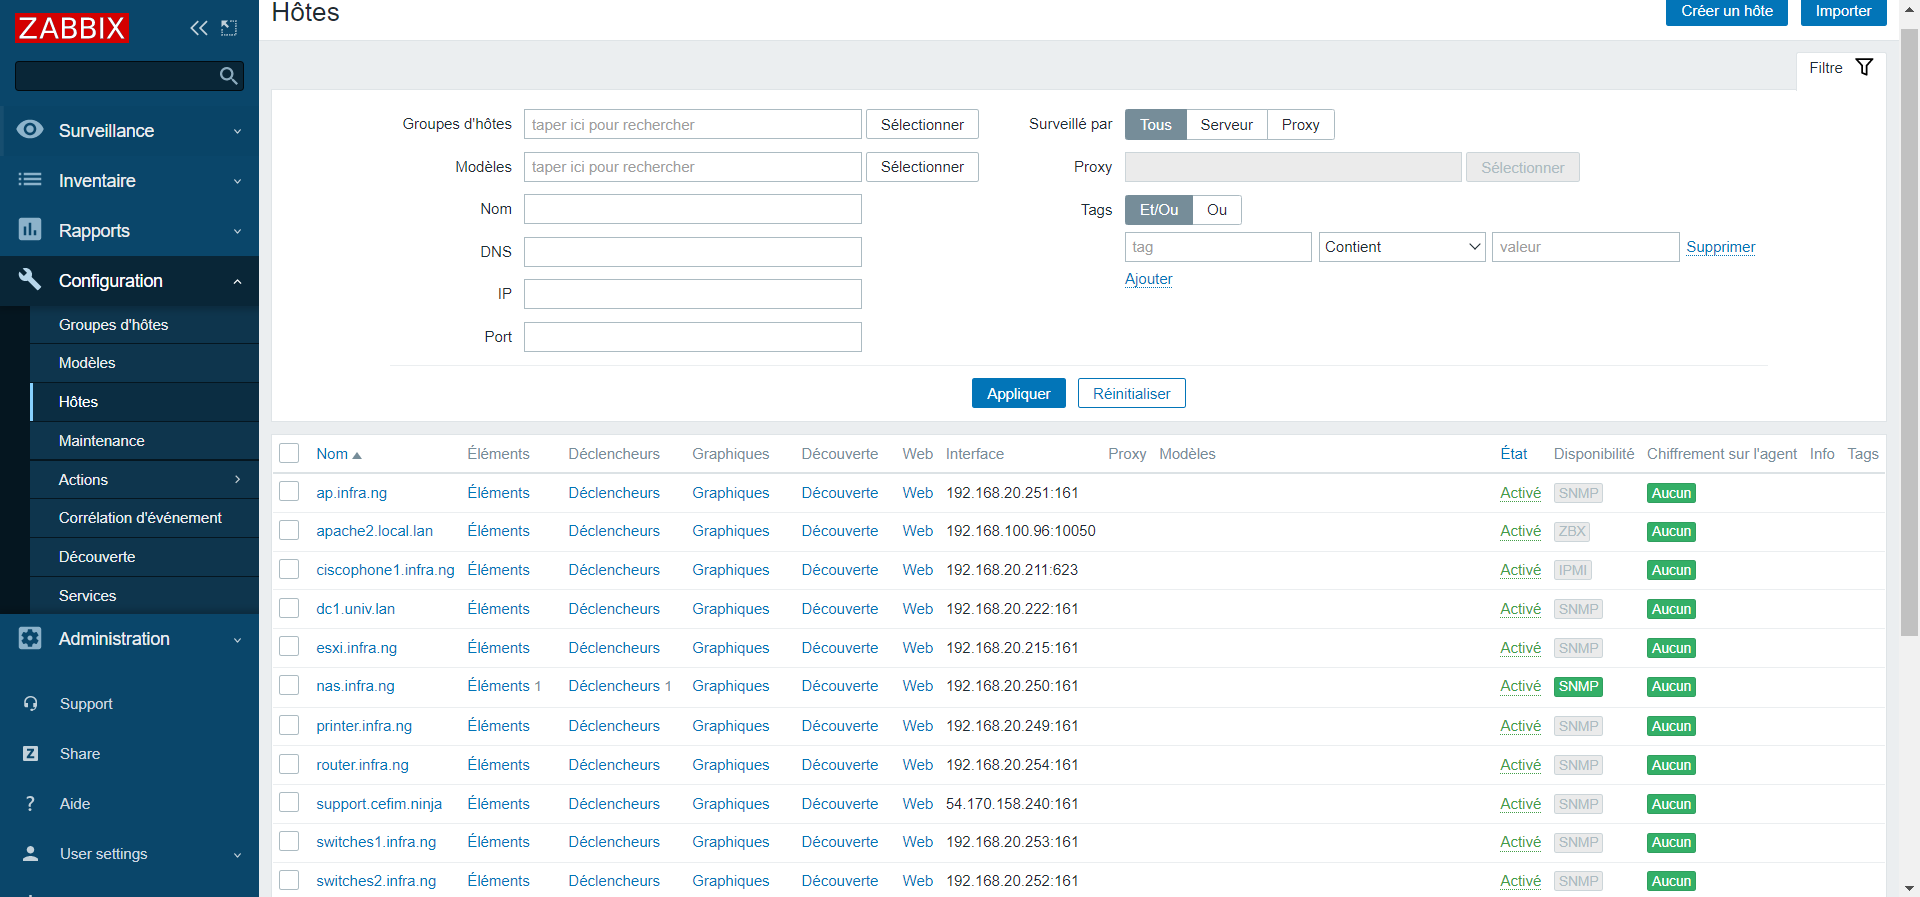 Hôtes
Créer un hôte
Importer
ZABBIX
Surveillance
Inventaire
Rapports
Configuration
Groupes d'hôtes
Modèles
Hôtes
Maintenance
Actions
Corrélation d'événement
Découverte
Services
Administration
Support
Z Share
? Aide
User settings
Filtre
Groupes d'hôtes taper ici pour rechercher Sélectionner
Modèles taper ici pour rechercher Sélectionner
Nom
DNS
IP
Port
Surveillé par Tous Serveur Proxy
Proxy Sélectionner
Tags Et/Ou Ou
tag Contient valeur Supprimer
Ajouter
Appliquer Réinitialiser
Nom Éléments Déclencheurs Graphiques Découverte Web Interface Proxy Modèles État Disponibilité Chiffrement sur l'agent Info Tags
ap.infra.ng Éléments Déclencheurs Graphiques Découverte Web 192.168.20.251:161 Activé SNMP Aucun
apache2.local.lan Éléments Déclencheurs Graphiques Découverte Web 192.168.100.96:10050 Activé ZBX Aucun
ciscophone1.infra.ng Éléments Déclencheurs Graphiques Découverte Web 192.168.20.211:623 Activé IPMI Aucun
dc1.univ.lan Éléments Déclencheurs Graphiques Découverte Web 192.168.20.222:161 Activé SNMP Aucun
esxi.infra.ng Éléments Déclencheurs Graphiques Découverte Web 192.168.20.215:161 Activé SNMP Aucun
nas.infra.ng Éléments 1 Déclencheurs 1 Graphiques Découverte Web 192.168.20.250:161 Activé SNMP Aucun
printer.infra.ng Éléments Déclencheurs Graphiques Découverte Web 192.168.20.249:161 Activé SNMP Aucun
router.infra.ng Éléments Déclencheurs Graphiques Découverte Web 192.168.20.254:161 Activé SNMP Aucun
support.cefim.ninja Éléments Déclencheurs Graphiques Découverte Web 54.170.158.240:161 Activé SNMP Aucun
switches1.infra.ng Éléments Déclencheurs Graphiques Découverte Web 192.168.20.253:161 Activé SNMP Aucun
switches2.infra.ng Éléments Déclencheurs Graphiques Découverte Web 192.168.20.252:161 Activé SNMP Aucun